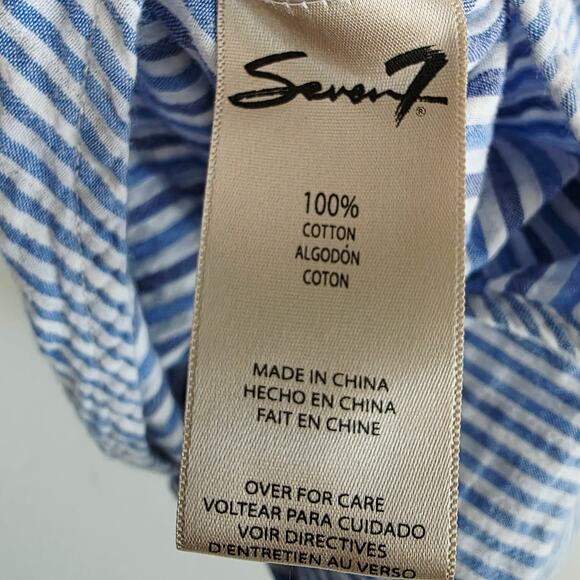 Seven7®
100%
COTTON
ALGODÓN
COTON
MADE IN CHINA
HECHO EN CHINA
FAIT EN CHINE
OVER FOR CARE
VOLTEAR PARA CUIDADO
VOIR DIRECTIVES
D'ENTRETIEN AU VERSO